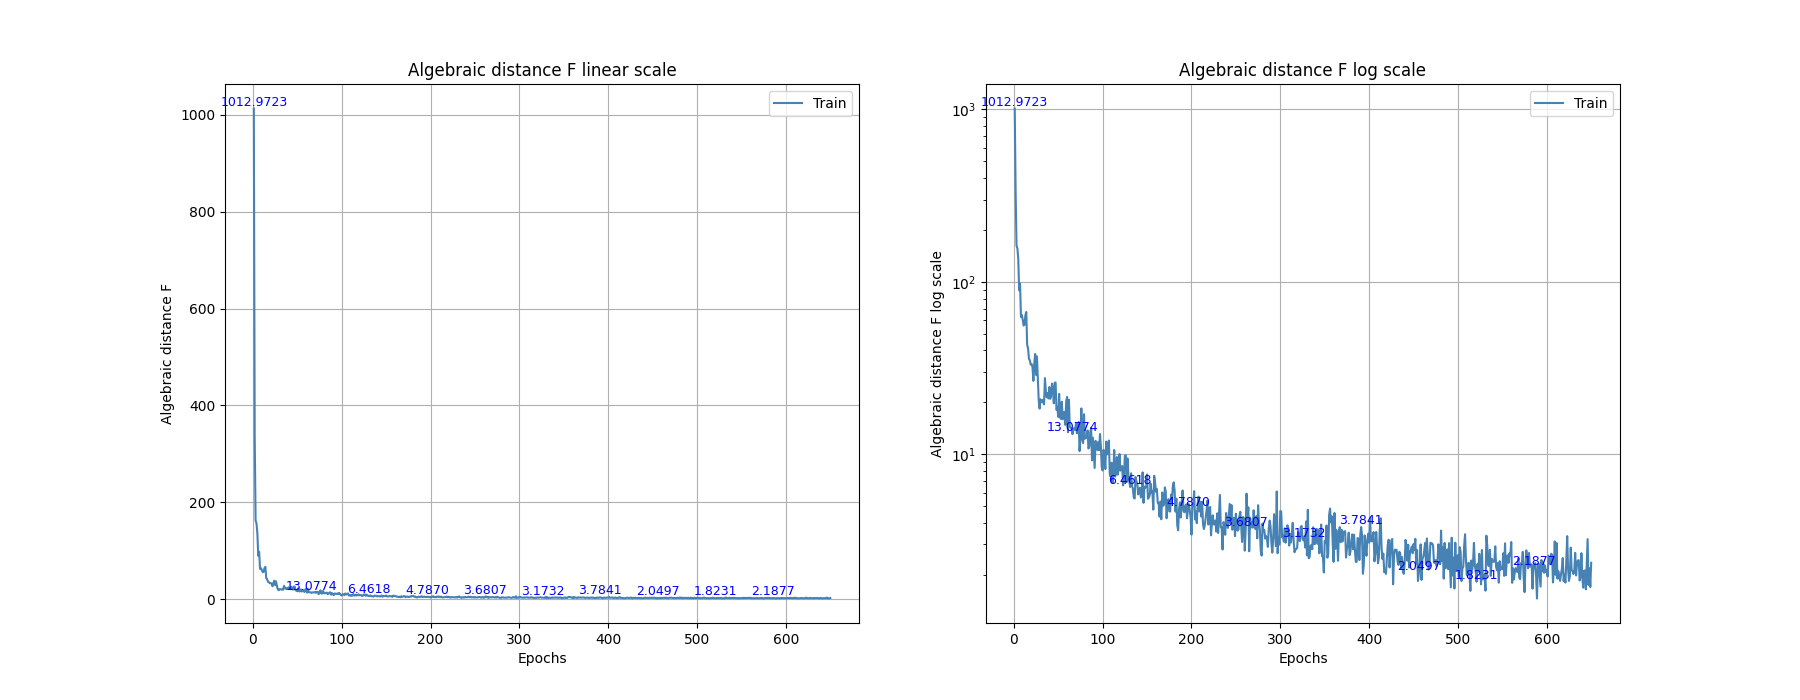 Algebraic distance F linear scale
Train
1012.9723
13.0774
6.4618
4.7870
3.6807
3.1732
3.7841
2.0497
1.8231
2.1877
1000
800
600
400
200
0
Algebraic distance F
0 100 200 300 400 500 600
Epochs
Algebraic distance F log scale
Train
1012.9723
13.0774
6.4618
4.7870
3.6807
3.1732
3.7841
2.0497
1.8231
2.1877
10³
10²
10¹
Algebraic distance F log scale
0 100 200 300 400 500 600
Epochs